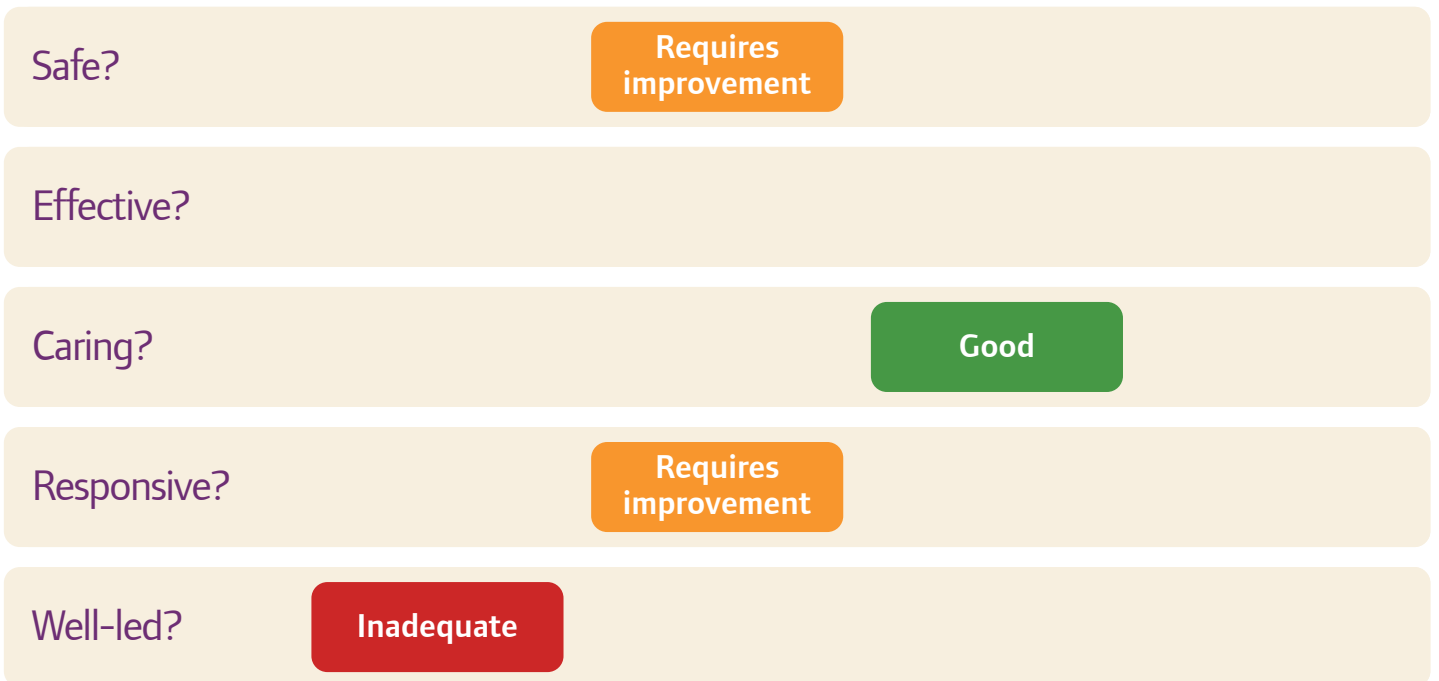 Safe?
Requires
improvement
Effective?
Caring?
Good
Responsive?
Requires
improvement
Well-led?
Inadequate